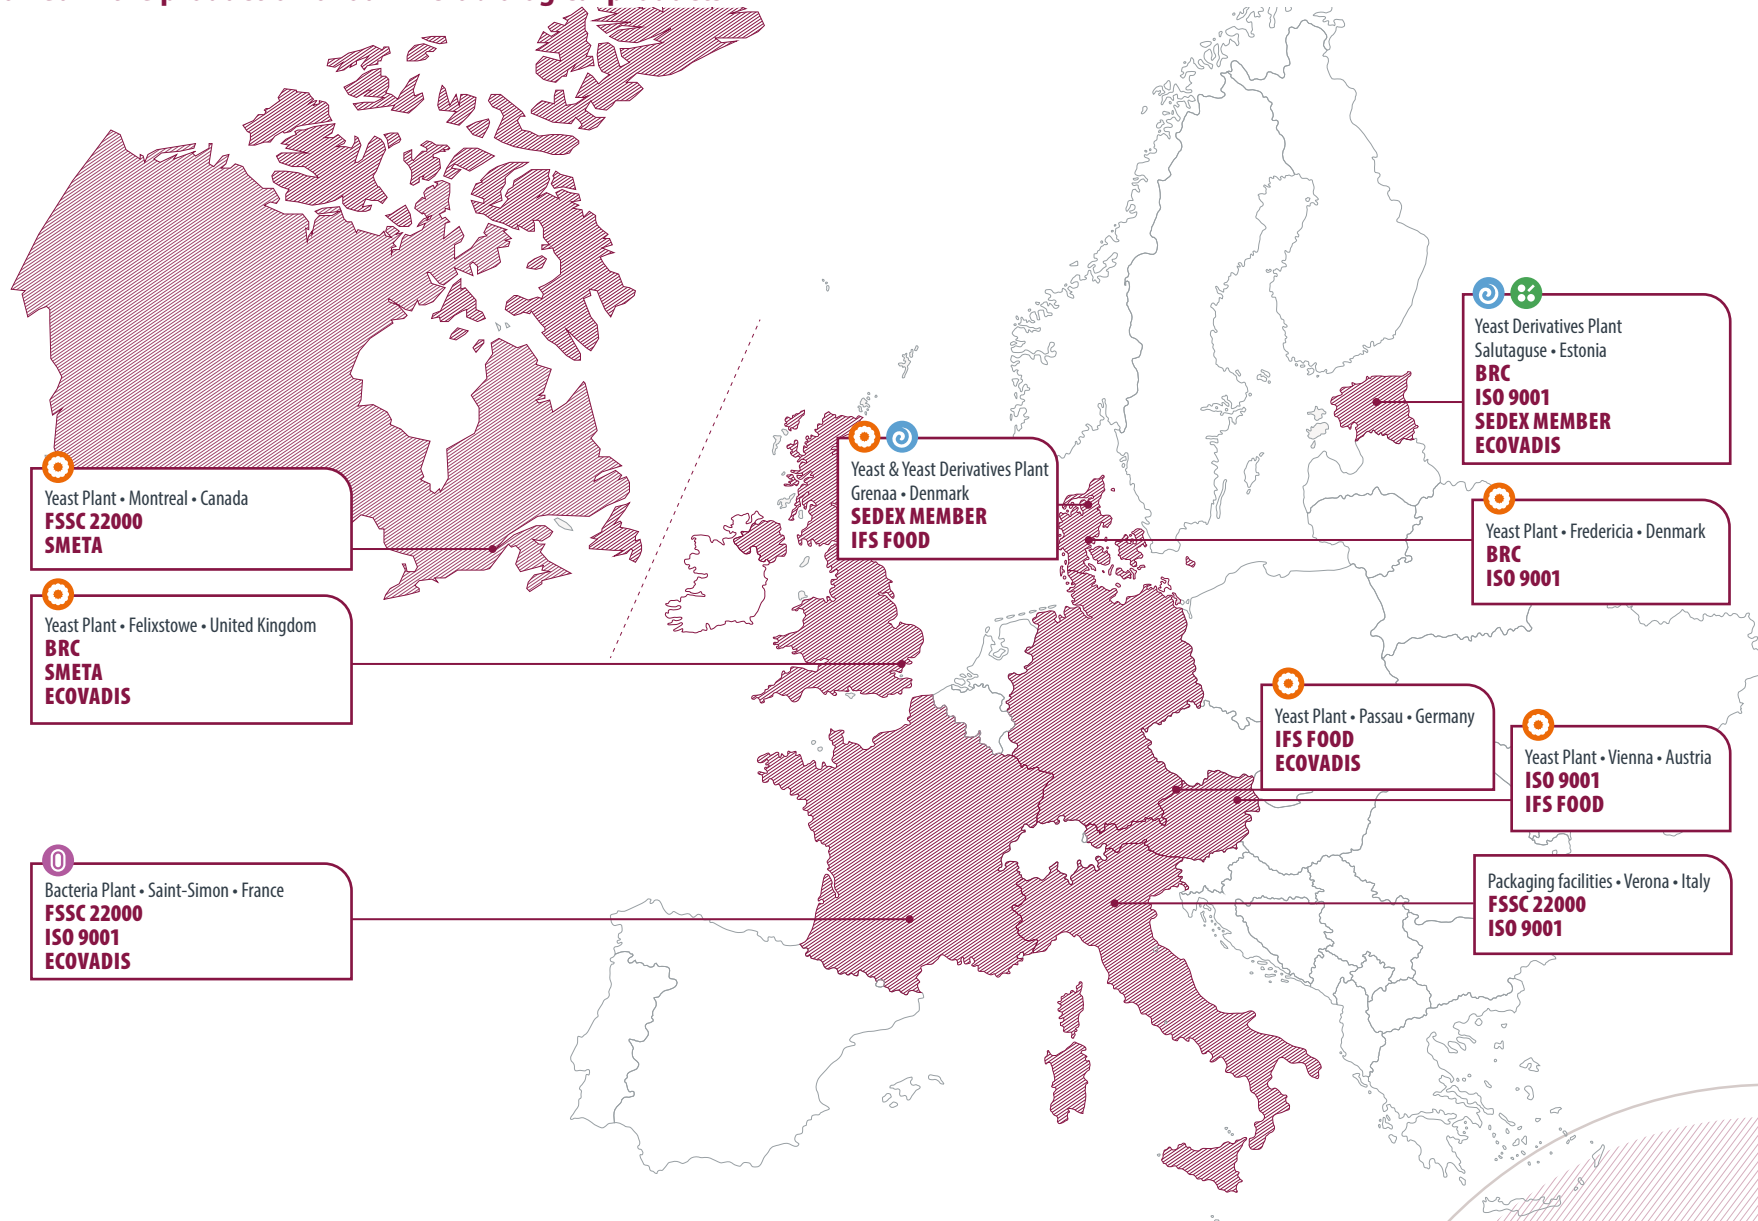 Yeast Derivatives Plant
Salutaguse • Estonia
BRC
ISO 9001
SEDEX MEMBER
ECOVADIS
Yeast & Yeast Derivatives Plant
Grenaa • Denmark
SEDEX MEMBER
IFS FOOD
Yeast Plant • Montreal • Canada
FSSC 22000
SMETA
Yeast Plant • Fredericia • Denmark
BRC
ISO 9001
Yeast Plant • Felixstowe • United Kingdom
BRC
SMETA
ECOVADIS
Yeast Plant • Passau • Germany
IFS FOOD
ECOVADIS
Yeast Plant • Vienna • Austria
ISO 9001
IFS FOOD
Bacteria Plant • Saint-Simon • France
FSSC 22000
ISO 9001
ECOVADIS
Packaging facilities • Verona • Italy
FSSC 22000
ISO 9001